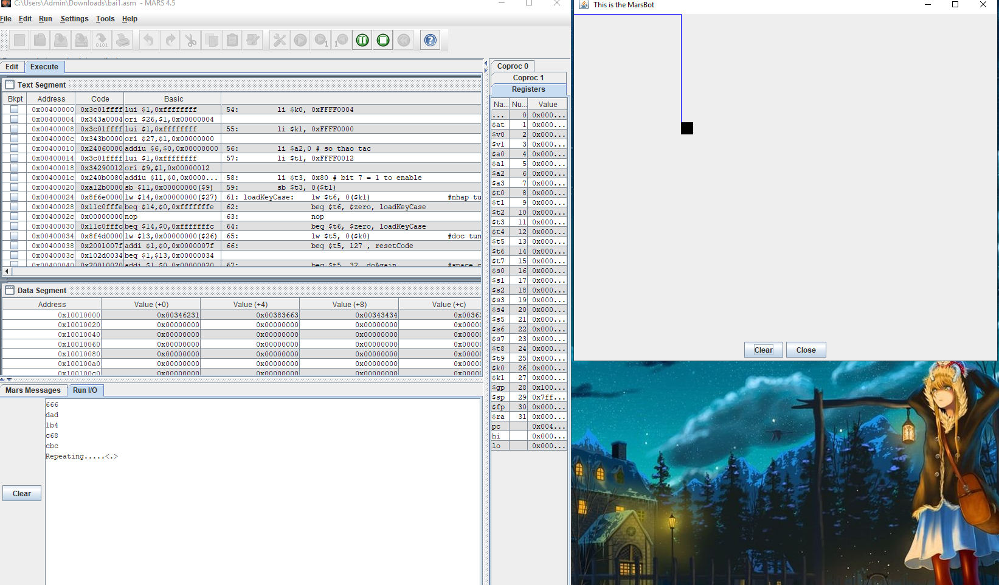 C:\Users\Admin\Downloads\bai1.asm - MARS 4.5
File Edit Run Settings Tools Help
Edit Execute
Text Segment
Bkpt Address Code Basic
0x00400000 0x3c01ffff lui $1,0xffffffff 54: li $k0, 0xFFFF0004
0x00400004 0x343a0004 ori $26,$1,0x00000004
0x00400008 0x3c01ffff lui $1,0xffffffff 55: li $k1, 0xFFFF0000
0x0040000c 0x343b0000 ori $27,$1,0x00000000
0x00400010 0x24060000 addiu $6,$0,0x00000000 56: li $a2,0 # so thao tac
0x00400014 0x3c01ffff lui $1,0xffffffff 57: li $t1, 0xFFFF0012
0x00400018 0x34290012 ori $9,$1,0x00000012
0x0040001c 0x240b0080 addiu $11,$0,0x0000... 58: li $t3, 0x80 # bit 7 = 1 to enable
0x00400020 0xa12b0000 sb $11,0x00000000($9) 59: sb $t3, 0($t1)
0x00400024 0x8f6e0000 lw $14,0x00000000($27) 61: loadKeyCase: lw $t6, 0($k1) #nhap tu
0x00400028 0x11c0fffe beq $14,$0,0xfffffffe 62: beq $t6, $zero, loadKeyCase
0x0040002c 0x00000000 nop 63: nop
0x00400030 0x11c0fffc beq $14,$0,0xfffffffc 64: beq $t6, $zero, loadKeyCase
0x00400034 0x8f4d0000 lw $13,0x00000000($26) 65: lw $t5, 0($k0) #doc tun
0x00400038 0x2001007f addi $1,$0,0x0000007f 66: beq $t5, 127 , resetCode
0x0040003c 0x102d0034 beq $1,$13,0x00000034
0x00400040 0x20010020 addi $1,$0,0x00000020 67: beq $t5, 32, doAgain #space c
Data Segment
Address Value (+0) Value (+4) Value (+8) Value (+c)
0x10010000 0x00346231 0x00383663 0x00343434 0x00363
0x10010020 0x00000000 0x00000000 0x00000000 0x0000
0x10010040 0x00000000 0x00000000 0x00000000 0x0000
0x10010060 0x00000000 0x00000000 0x00000000 0x0000
0x10010080 0x00000000 0x00000000 0x00000000 0x0000
0x100100a0 0x00000000 0x00000000 0x00000000 0x0000
0x100100c0 0x00000000 0x00000000 0x00000000 0x0000
Mars Messages Run I/O
666
dad
1b4
c68
cbc
Repeating.....<.>
Clear
Coproc 0
Coproc 1
Registers
Na... Nu... Value
... 0 0x000...
$at 1 0x000...
$v0 2 0x000...
$v1 3 0x000...
$a0 4 0x000...
$a1 5 0x000...
$a2 6 0x000...
$a3 7 0x000...
$t0 8 0x000...
$t1 9 0x000...
$t2 10 0x000...
$t3 11 0x000...
$t4 12 0x000...
$t5 13 0x000...
$t6 14 0x000...
$t7 15 0x000...
$s0 16 0x000...
$s1 17 0x000...
$s2 18 0x000...
$s3 19 0x000...
$s4 20 0x000...
$s5 21 0x000...
$s6 22 0x000...
$s7 23 0x000...
$t8 24 0x000...
$t9 25 0x000...
$k0 26 0x000...
$k1 27 0x000...
$gp 28 0x100...
$sp 29 0x7ff...
$fp 30 0x000...
$ra 31 0x000...
pc 0x004...
hi 0x000...
lo 0x000...
This is the MarsBot
Clear Close